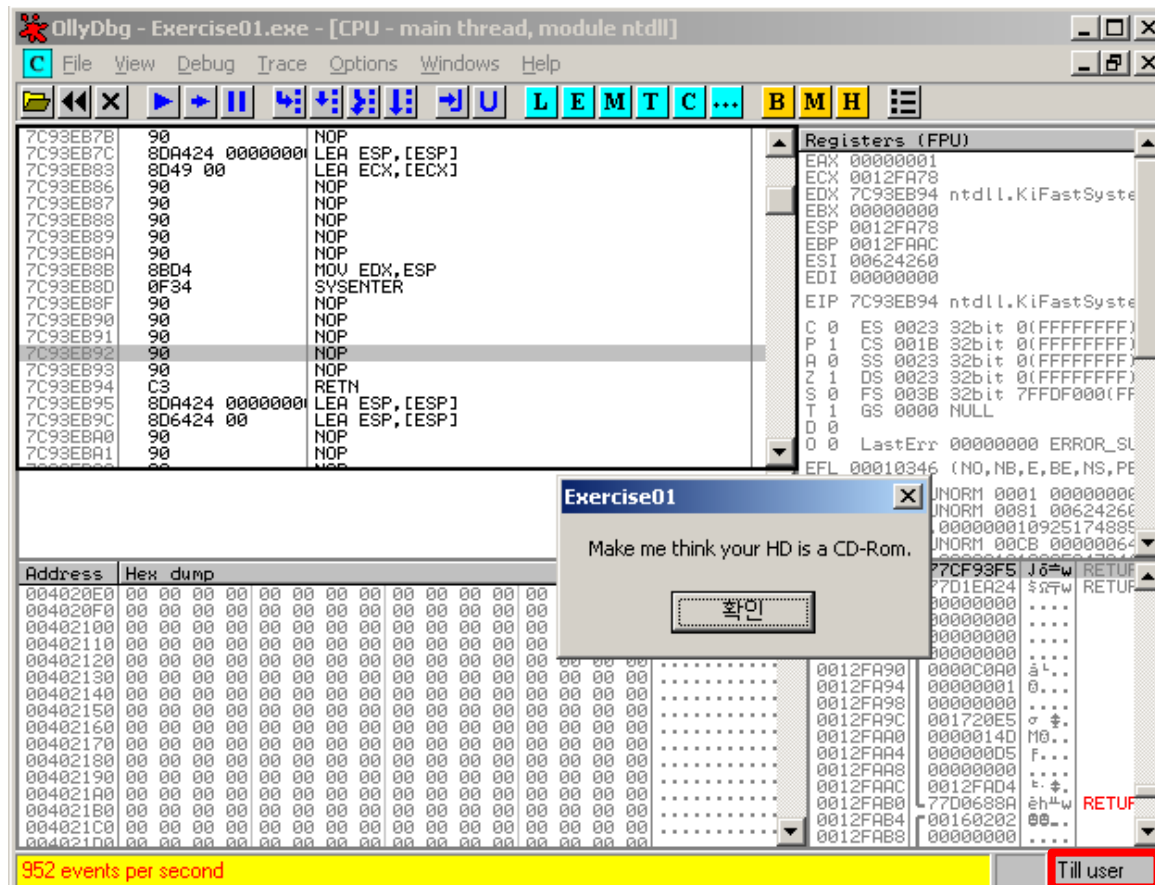 OllyDbg - Exercise01.exe - [CPU - main thread, module ntdll]
C File View Debug Trace Options Windows Help
L E M T C ... B M H
7C93EB7B 90 NOP
7C93EB7C 8DA424 0000000 LEA ESP,[ESP]
7C93EB83 8D49 00 LEA ECX,[ECX]
7C93EB86 90 NOP
7C93EB87 90 NOP
7C93EB88 90 NOP
7C93EB89 90 NOP
7C93EB8A 90 NOP
7C93EB8B 8BD4 MOV EDX,ESP
7C93EB8D 0F34 SYSENTER
7C93EB8F 90 NOP
7C93EB90 90 NOP
7C93EB91 90 NOP
7C93EB92 90 NOP
7C93EB93 90 NOP
7C93EB94 C3 RETN
7C93EB95 8DA424 0000000 LEA ESP,[ESP]
7C93EB9C 8D6424 00 LEA ESP,[ESP]
7C93EBA0 90 NOP
7C93EBA1 90 NOP
Registers (FPU)
EAX 00000001
ECX 0012FA78
EDX 7C93EB94 ntdll.KiFastSyste
EBX 00000000
ESP 0012FA78
EBP 0012FAAC
ESI 00624260
EDI 00000000
EIP 7C93EB94 ntdll.KiFastSyste
C 0 ES 0023 32bit 0(FFFFFFFF)
P 1 CS 001B 32bit 0(FFFFFFFF)
A 0 SS 0023 32bit 0(FFFFFFFF)
Z 1 DS 0023 32bit 0(FFFFFFFF)
S 0 FS 003B 32bit 7FFDF000(FF
T 1 GS 0000 NULL
D 0
O 0 LastErr 00000000 ERROR_SU
EFL 00010346 (NO,NB,E,BE,NS,PE
UNORM 0001 00000000
UNORM 0081 00624260
.00000010925174885
UNORM 00CB 00000064
Exercise01
Make me think your HD is a CD-Rom.
확인
Address Hex dump
004020E0 00 00 00 00 00 00 00 00 00 00 00 00
004020F0 00 00 00 00 00 00 00 00 00 00 00 00
00402100 00 00 00 00 00 00 00 00 00 00 00 00
00402110 00 00 00 00 00 00 00 00 00 00 00 00
00402120 00 00 00 00 00 00 00 00 00 00 00 00
00402130 00 00 00 00 00 00 00 00 00 00 00 00 00 00 00 00 ................
00402140 00 00 00 00 00 00 00 00 00 00 00 00 00 00 00 00 ................
00402150 00 00 00 00 00 00 00 00 00 00 00 00 00 00 00 00 ................
00402160 00 00 00 00 00 00 00 00 00 00 00 00 00 00 00 00 ................
00402170 00 00 00 00 00 00 00 00 00 00 00 00 00 00 00 00 ................
00402180 00 00 00 00 00 00 00 00 00 00 00 00 00 00 00 00 ................
00402190 00 00 00 00 00 00 00 00 00 00 00 00 00 00 00 00 ................
004021A0 00 00 00 00 00 00 00 00 00 00 00 00 00 00 00 00 ................
004021B0 00 00 00 00 00 00 00 00 00 00 00 00 00 00 00 00 ................
004021C0 00 00 00 00 00 00 00 00 00 00 00 00 00 00 00 00 ................
77CF93F5 RETUF
77D1EA24 RETUF
00000000 ....
00000000 ....
00000000 ....
0012FA90 0000C0A0
0012FA94 00000001
0012FA98 00000000 ....
0012FA9C 001720E5
0012FAA0 0000014D
0012FAA4 000000D5
0012FAA8 00000000 ....
0012FAAC 0012FAD4
0012FAB0 77D0688A RETUF
0012FAB4 00160202
0012FAB8 00000000 ....
952 events per second
Till user